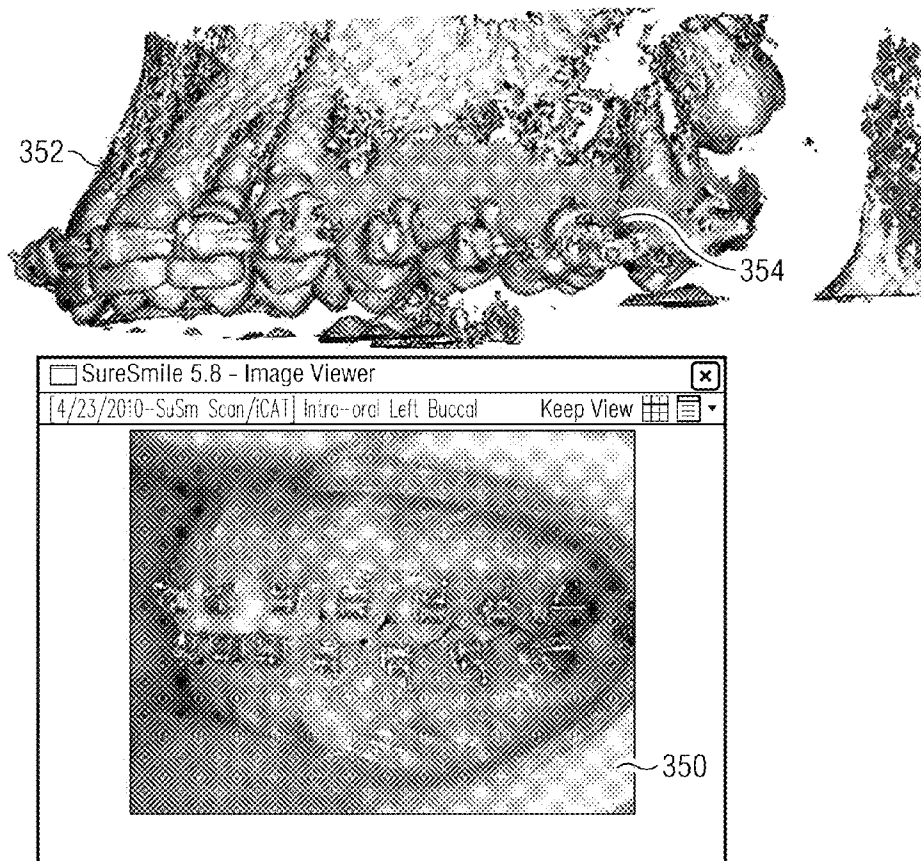 352
354
SureSmile 5.8 - Image Viewer
[4/23/2010-SuSm Scan/iCAT] Intra-oral Left Buccal Keep View
350